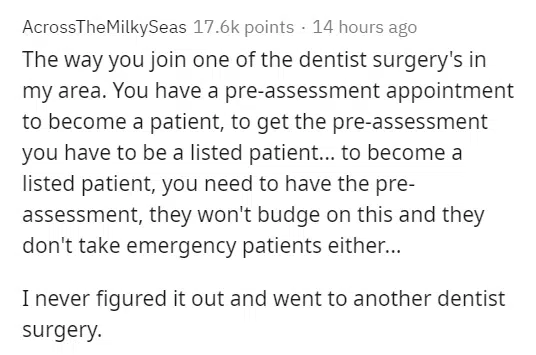 AcrossTheMilkySeas 17.6k points · 14 hours ago
The way you join one of the dentist surgery's in
my area. You have a pre-assessment appointment
to become a patient, to get the pre-assessment
you have to be a listed patient... to become a
listed patient, you need to have the pre-
assessment, they won't budge on this and they
don't take emergency patients either...
I never figured it out and went to another dentist
surgery.